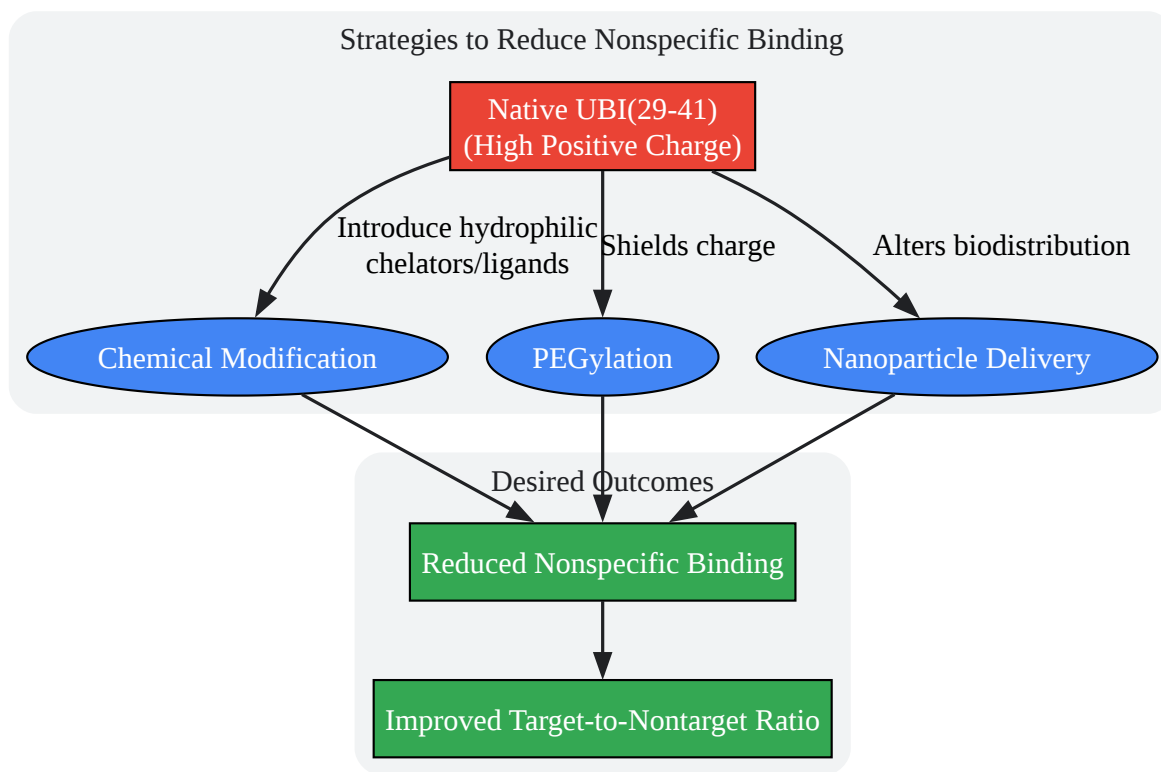 Strategies to Reduce Nonspecific Binding
Native UBI(29-41)
(High Positive Charge)
Introduce hydrophilic
chelators/ligands
Shields charge
Alters biodistribution
Chemical Modification
PEGylation
Nanoparticle Delivery
Desired Outcomes
Reduced Nonspecific Binding
Improved Target-to-Nontarget Ratio